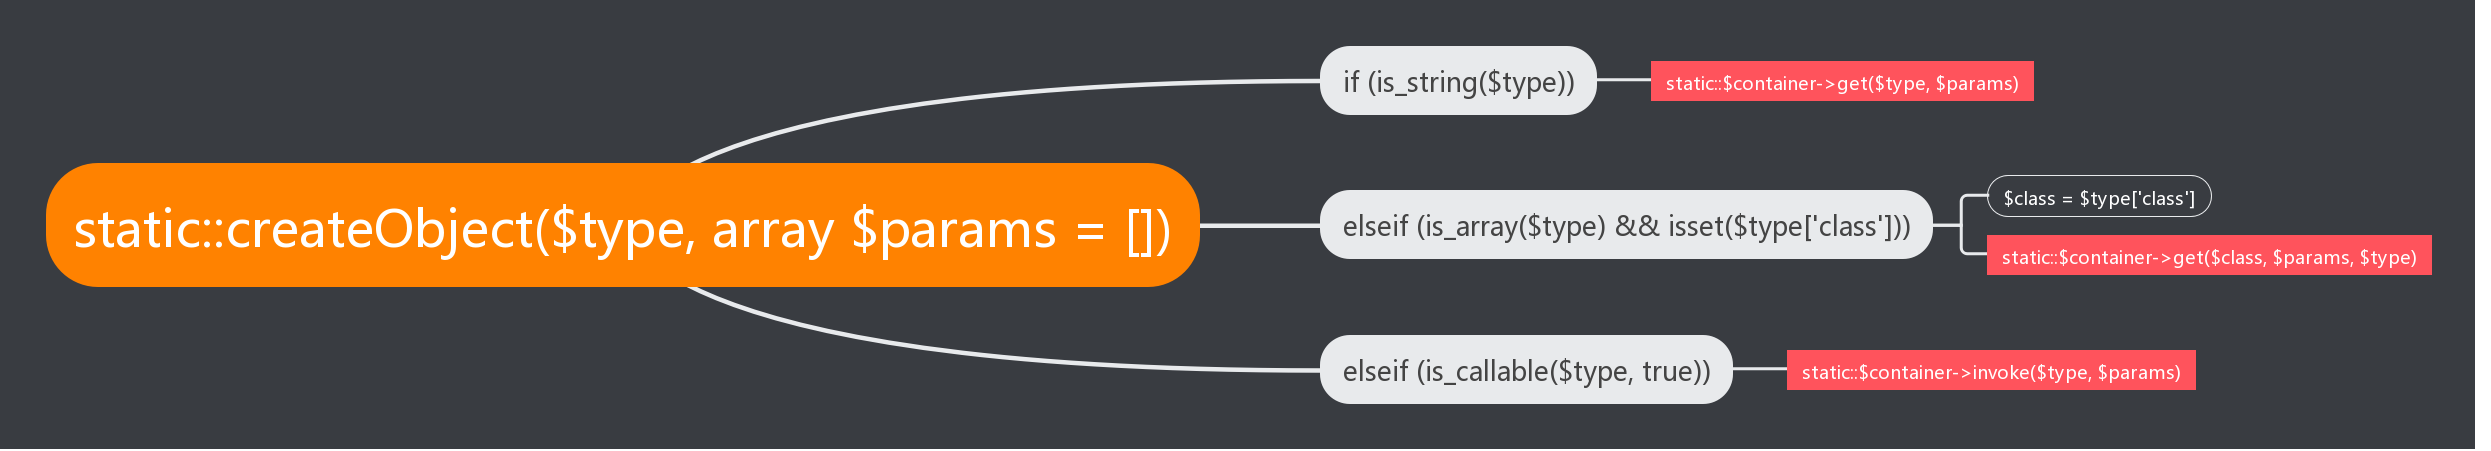 static::createObject($type, array $params = [])
if (is_string($type))
static::$container->get($type, $params)
elseif (is_array($type) && isset($type['class']))
$class = $type['class']
static::$container->get($class, $params, $type)
elseif (is_callable($type, true))
static::$container->invoke($type, $params)